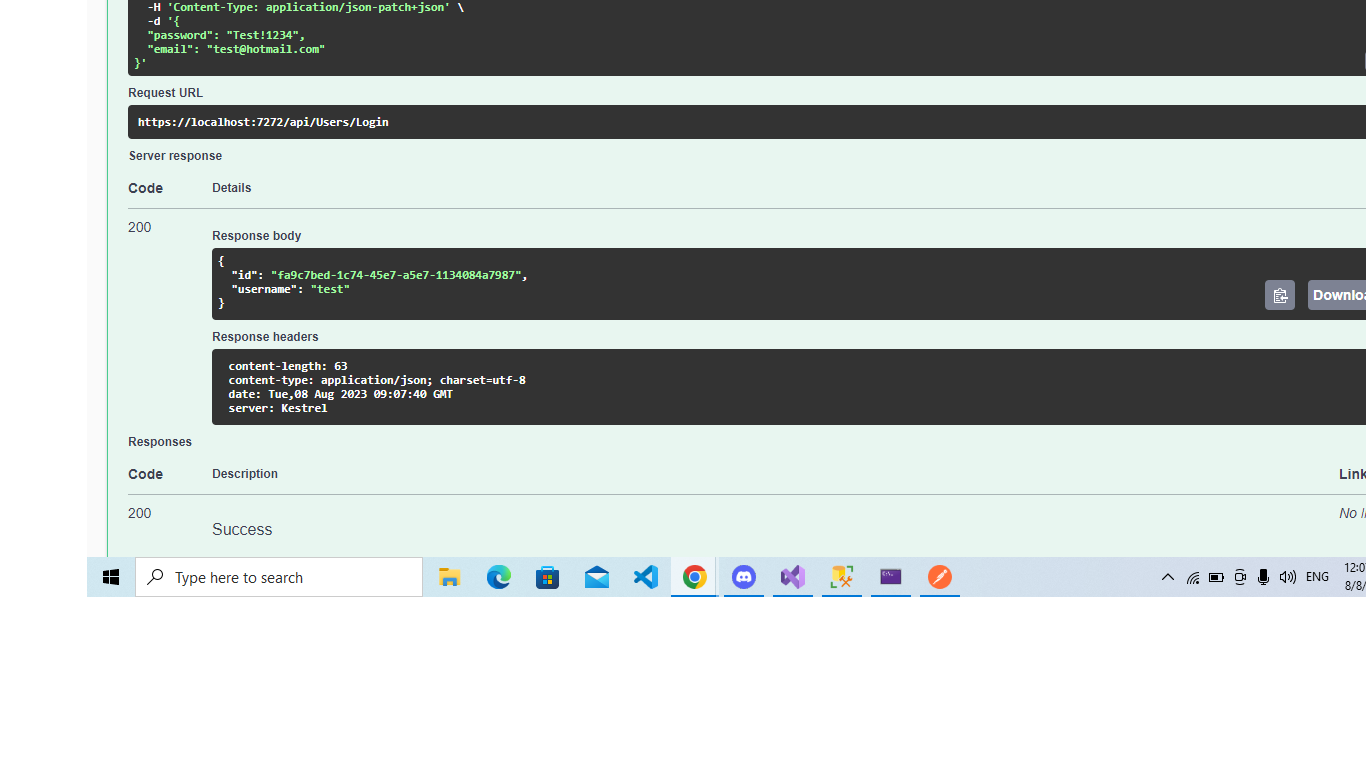 -H 'Content-Type: application/json-patch+json' \
-d '{
"password": "Test!1234",
"email": "test@hotmail.com"
}'
Request URL
https://localhost:7272/api/Users/Login
Server response
Code Details
200
Response body
{
"id": "fa9c7bed-1c74-45e7-a5e7-1134084a7987",
"username": "test"
}
Downloa
Response headers
content-length: 63
content-type: application/json; charset=utf-8
date: Tue,08 Aug 2023 09:07:40 GMT
server: Kestrel
Responses
Code Description Link
200 No li
Success
Type here to search
ENG
12:07
8/8/